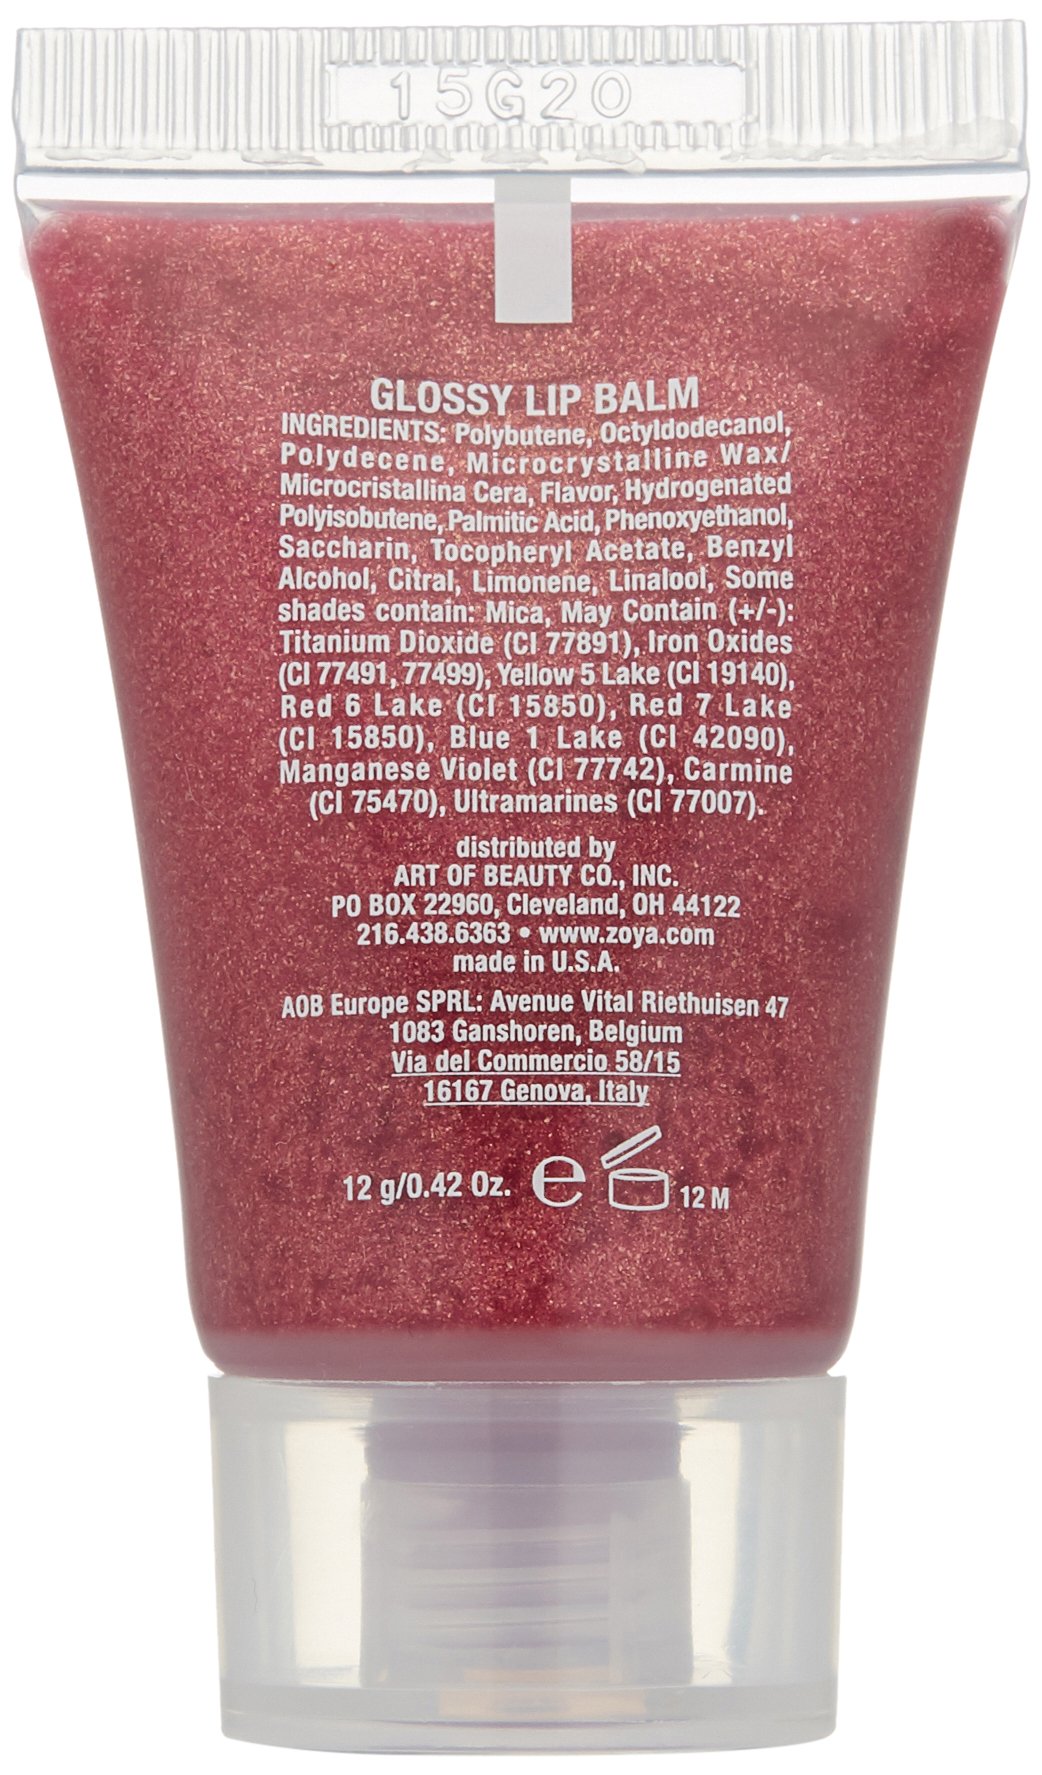 15G20
GLOSSY LIP BALM
INGREDIENTS: Polybutene, Octyldodecanol,
Polydecene, Microcrystalline Wax/
Microcristallina Cera, Flavor, Hydrogenated
Polyisobutene, Palmitic Acid, Phenoxyethanol,
Saccharin, Tocopheryl Acetate, Benzyl
Alcohol, Citral, Limonene, Linalool, Some
shades contain: Mica, May Contain (+/-):
Titanium Dioxide (CI 77891), Iron Oxides
(CI 77491, 77499), Yellow 5 Lake (CI 19140),
Red 6 Lake (CI 15850), Red 7 Lake
(CI 15850), Blue 1 Lake (CI 42090),
Manganese Violet (CI 77742), Carmine
(CI 75470), Ultramarines (CI 77007).
distributed by
ART OF BEAUTY CO., INC.
PO BOX 22960, Cleveland, OH 44122
216.438.6363 • www.zoya.com
made in U.S.A.
AOB Europe SPRL: Avenue Vital Riethuisen 47
1083 Ganshoren, Belgium
Via del Commercio 58/15
16167 Genova, Italy
12 g/0.42 Oz. ℮ 12 M